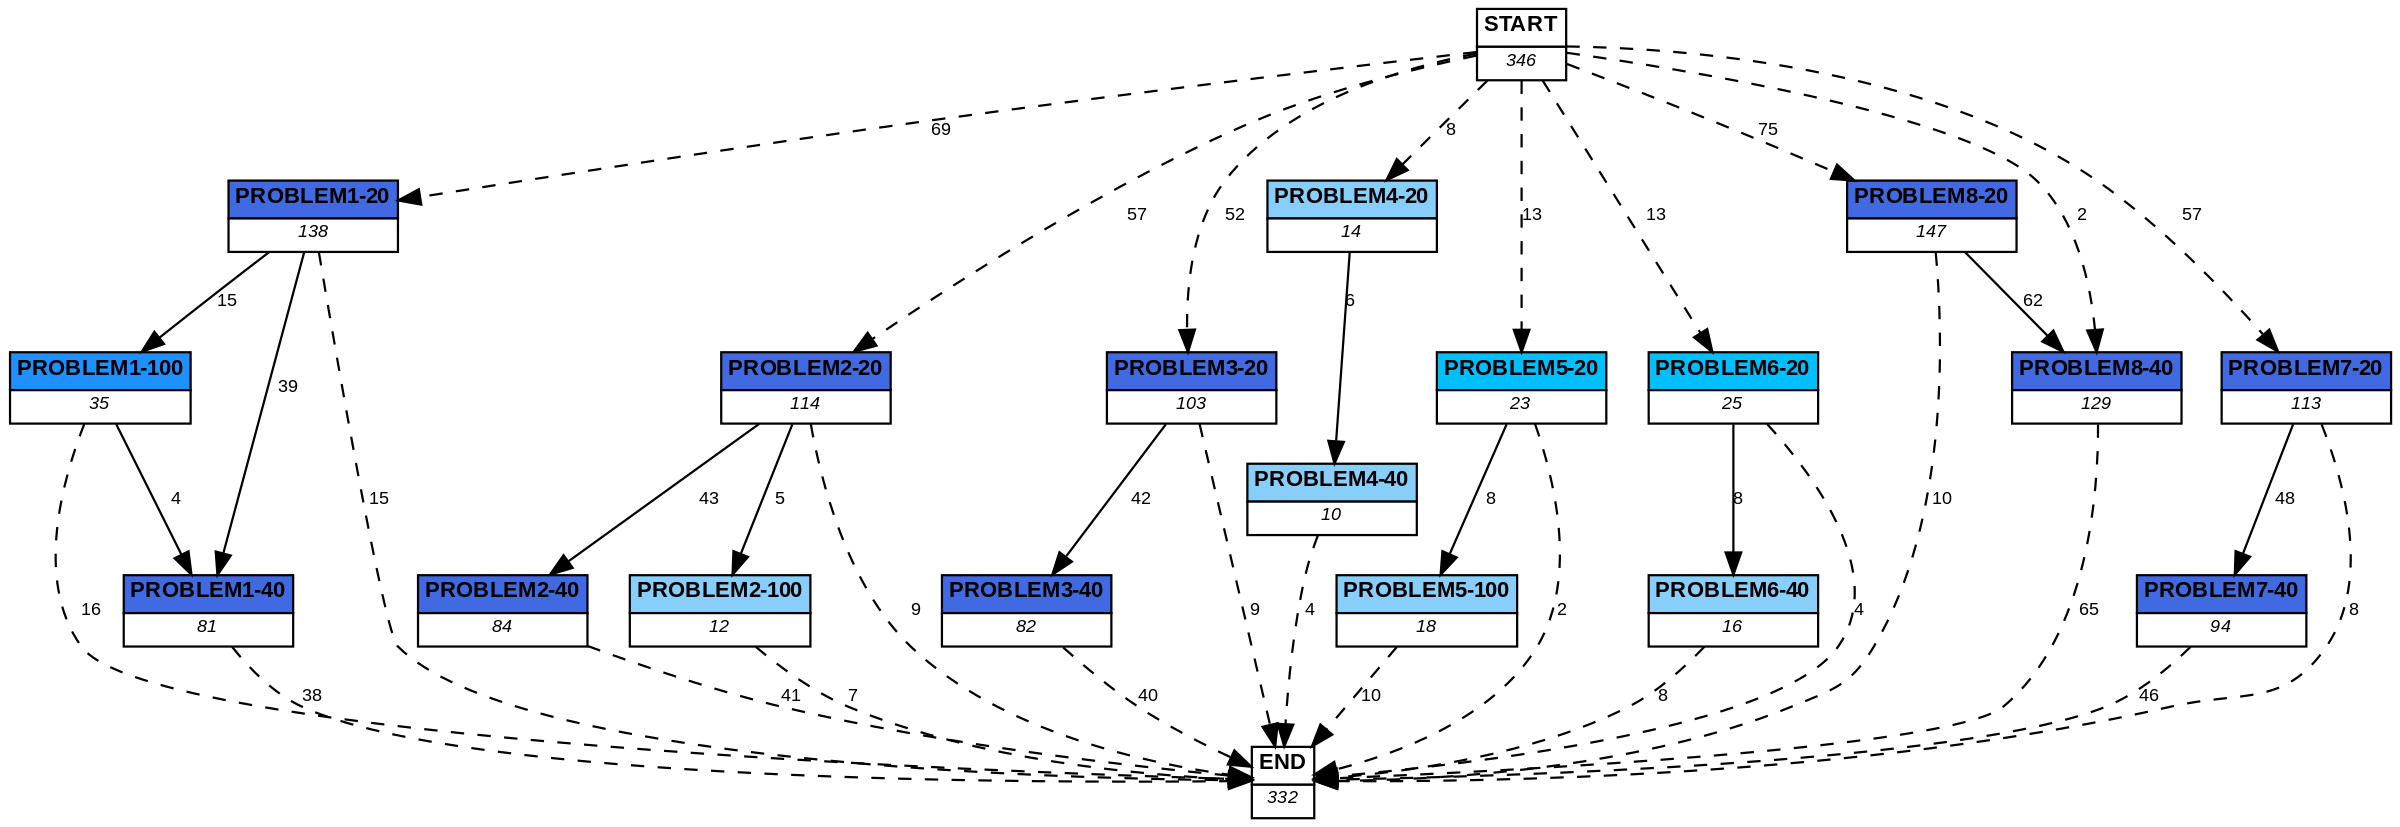 START
346
69
8
75
57
52
13
13
2
57
PROBLEM1-20
138
PROBLEM4-20
14
PROBLEM8-20
147
15
39
6
62
PROBLEM1-100
35
PROBLEM2-20
114
PROBLEM3-20
103
PROBLEM5-20
23
PROBLEM6-20
25
PROBLEM8-40
129
PROBLEM7-20
113
4
15
43
5
42
PROBLEM4-40
10
8
8
10
48
PROBLEM1-40
81
PROBLEM2-40
84
PROBLEM2-100
12
PROBLEM3-40
82
PROBLEM5-100
18
PROBLEM6-40
16
PROBLEM7-40
94
16
9
9
4
2
4
65
8
38
41
7
40
10
8
46
END
332